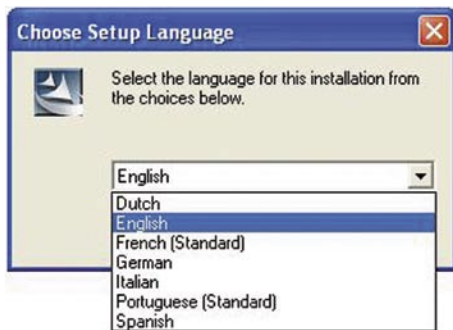 Choose Setup Language
Select the language for this installation from
the choices below.
English
Dutch
English
French (Standard)
German
Italian
Portuguese (Standard)
Spanish